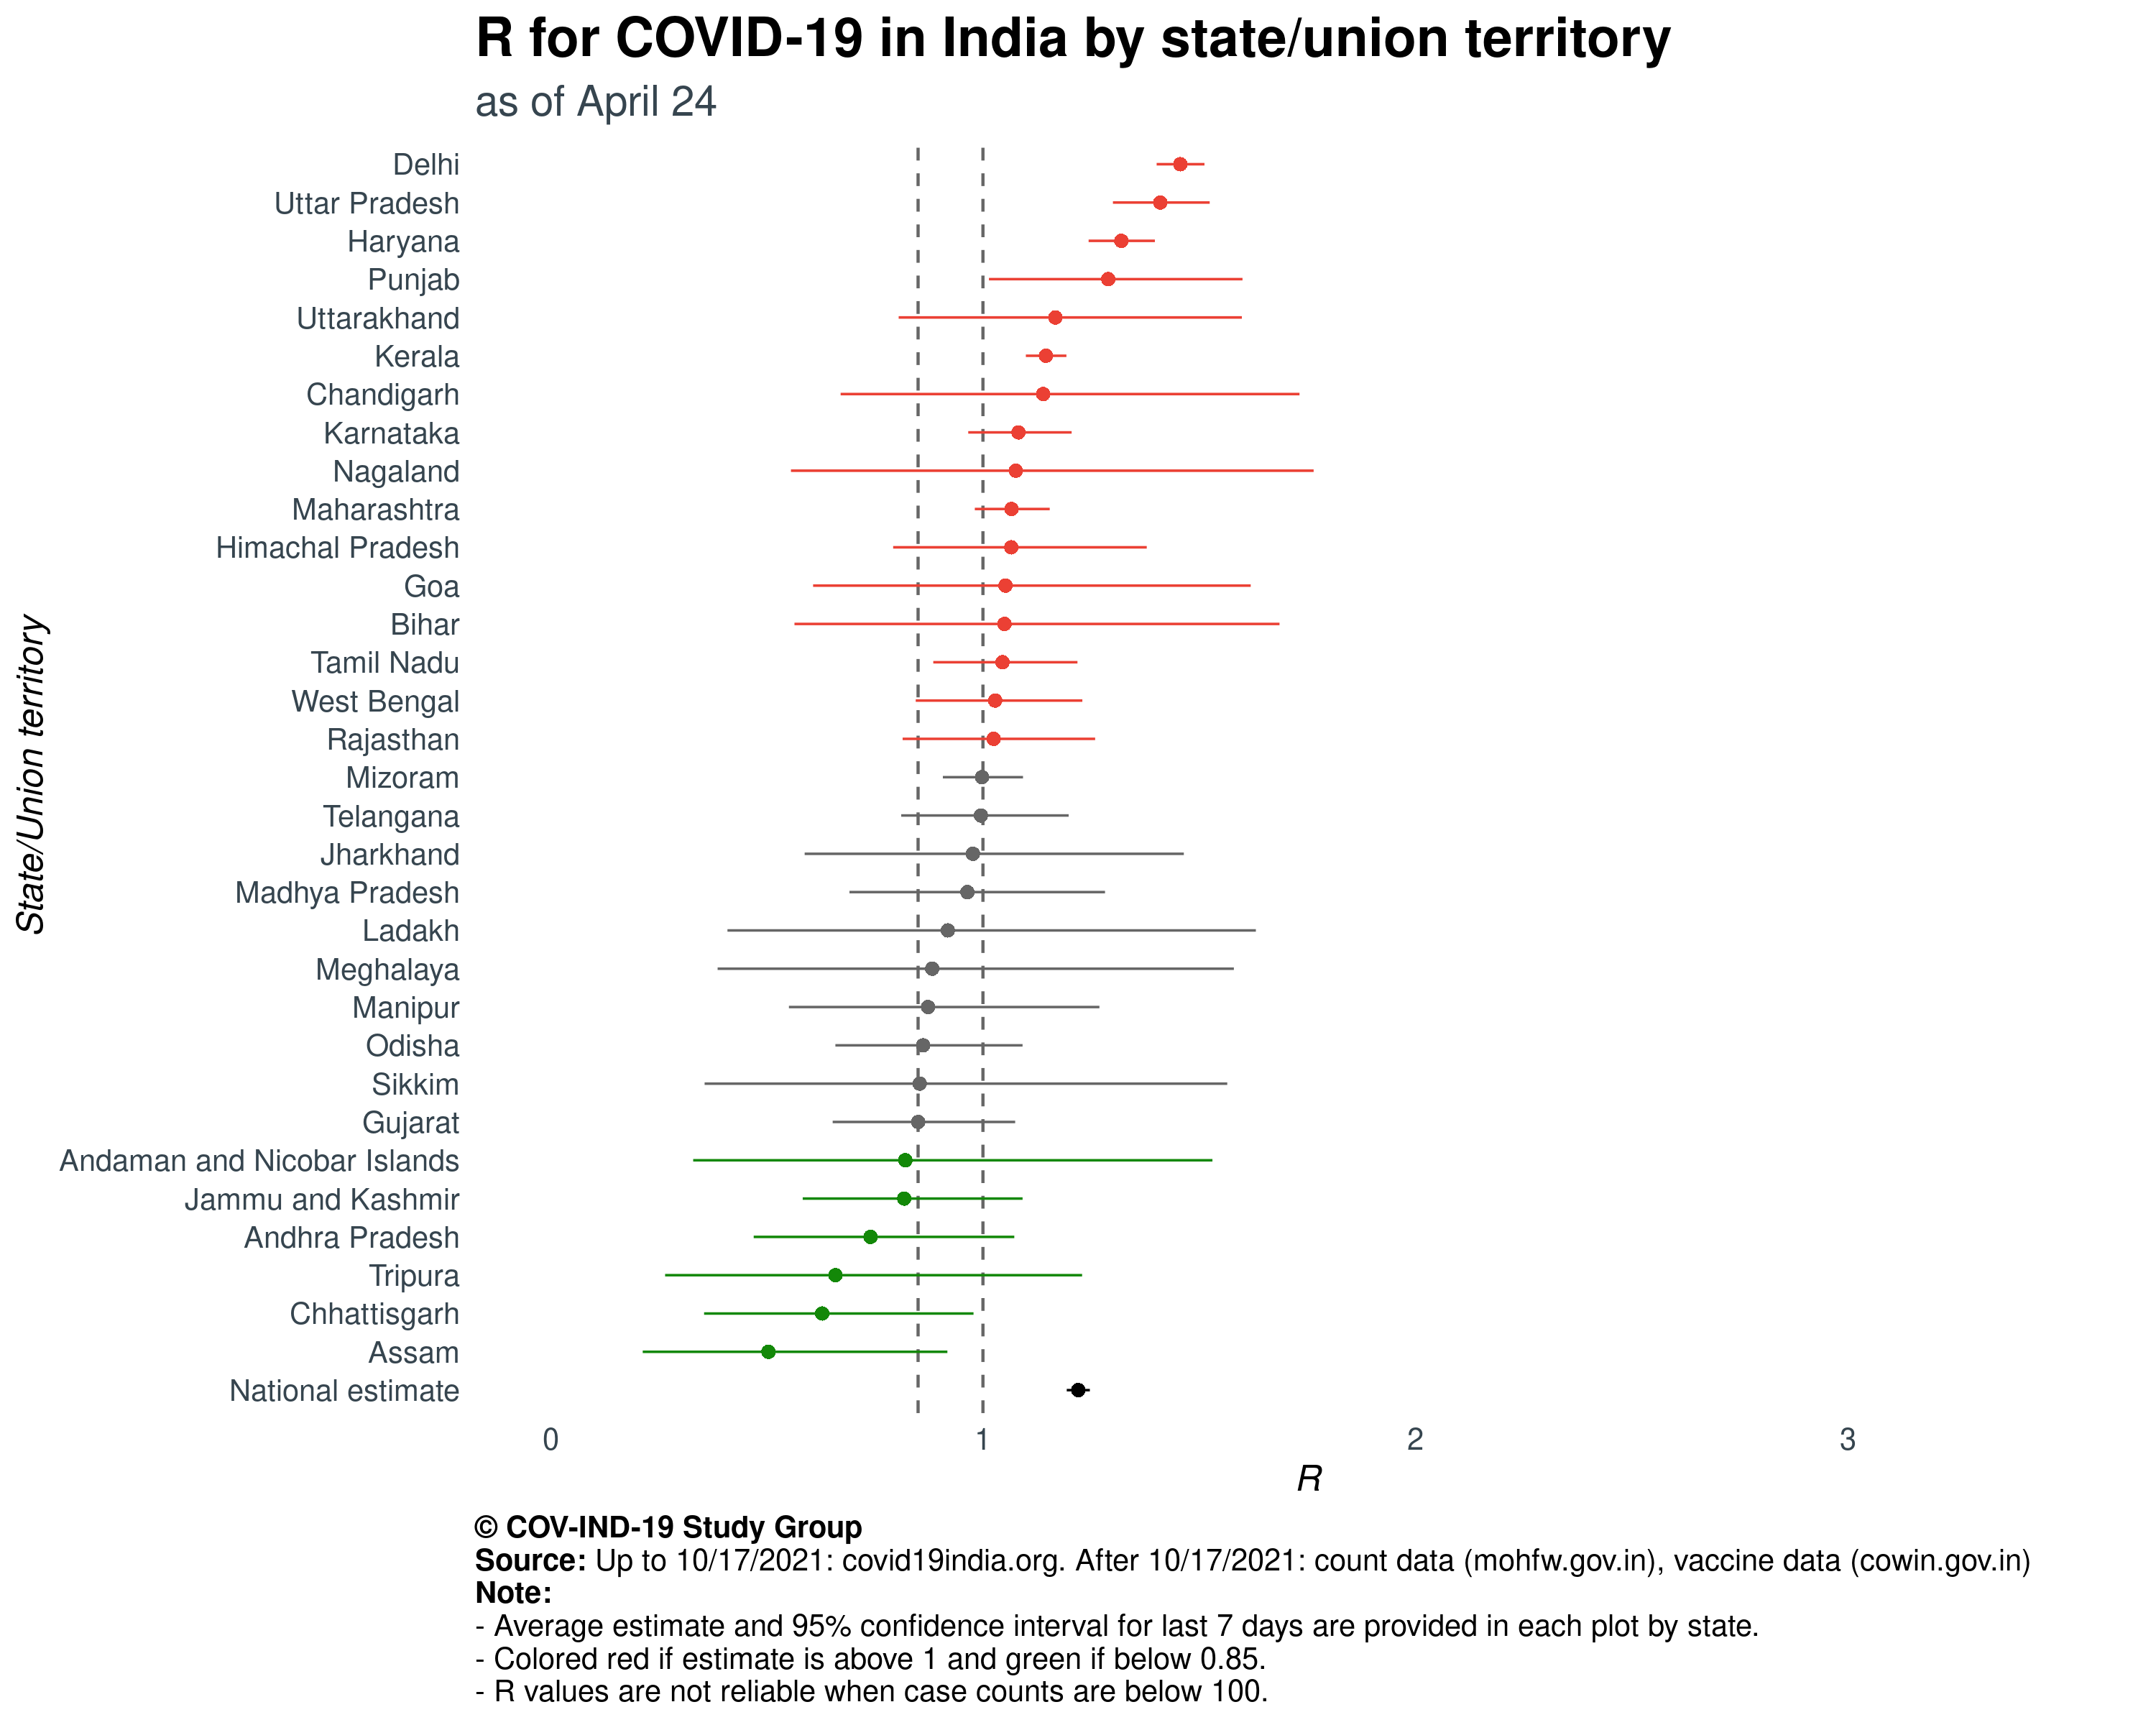 R for COVID-19 in India by state/union territory
as of April 24
State/Union territory
Delhi
Uttar Pradesh
Haryana
Punjab
Uttarakhand
Kerala
Chandigarh
Karnataka
Nagaland
Maharashtra
Himachal Pradesh
Goa
Bihar
Tamil Nadu
West Bengal
Rajasthan
Mizoram
Telangana
Jharkhand
Madhya Pradesh
Ladakh
Meghalaya
Manipur
Odisha
Sikkim
Gujarat
Andaman and Nicobar Islands
Jammu and Kashmir
Andhra Pradesh
Tripura
Chhattisgarh
Assam
National estimate
0 1 2 3
R
© COV-IND-19 Study Group
Source: Up to 10/17/2021: covid19india.org. After 10/17/2021: count data (mohfw.gov.in), vaccine data (cowin.gov.in)
Note:
- Average estimate and 95% confidence interval for last 7 days are provided in each plot by state.
- Colored red if estimate is above 1 and green if below 0.85.
- R values are not reliable when case counts are below 100.